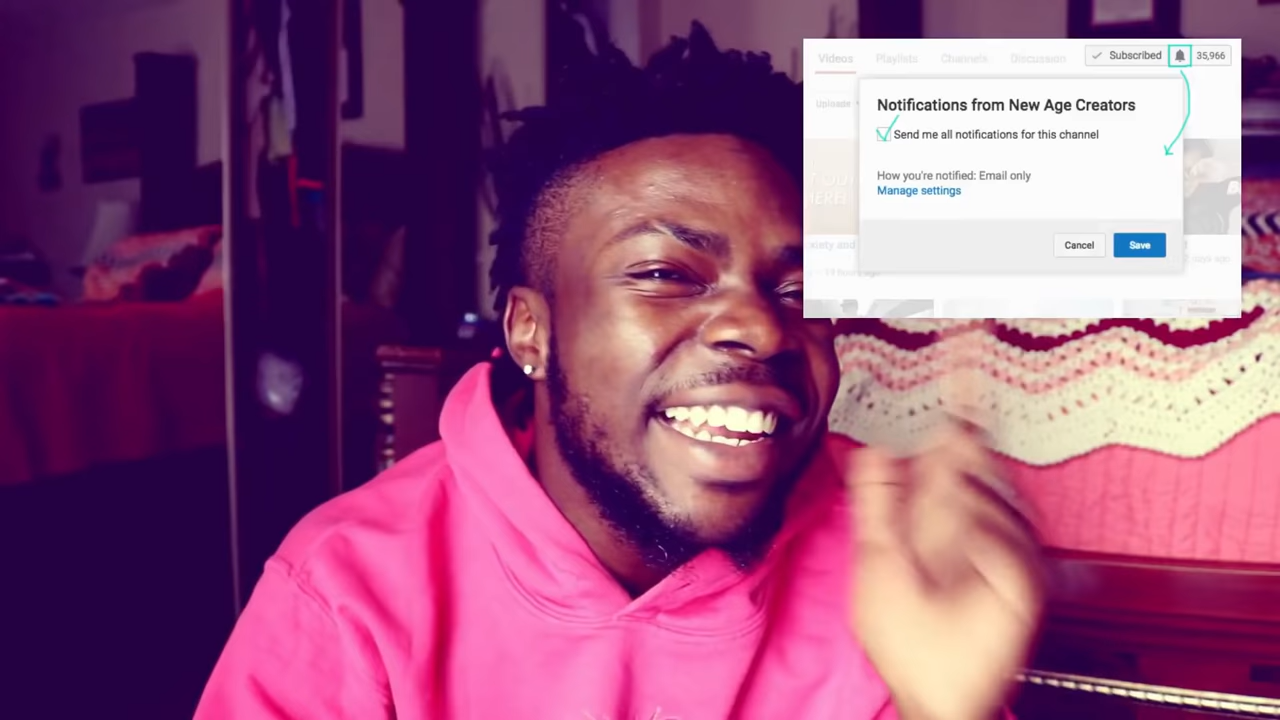 Videos Playlists Channels Discussion Subscribed 35,966
Uploads
Notifications from New Age Creators
Send me all notifications for this channel
How you're notified: Email only
Manage settings
Cancel Save